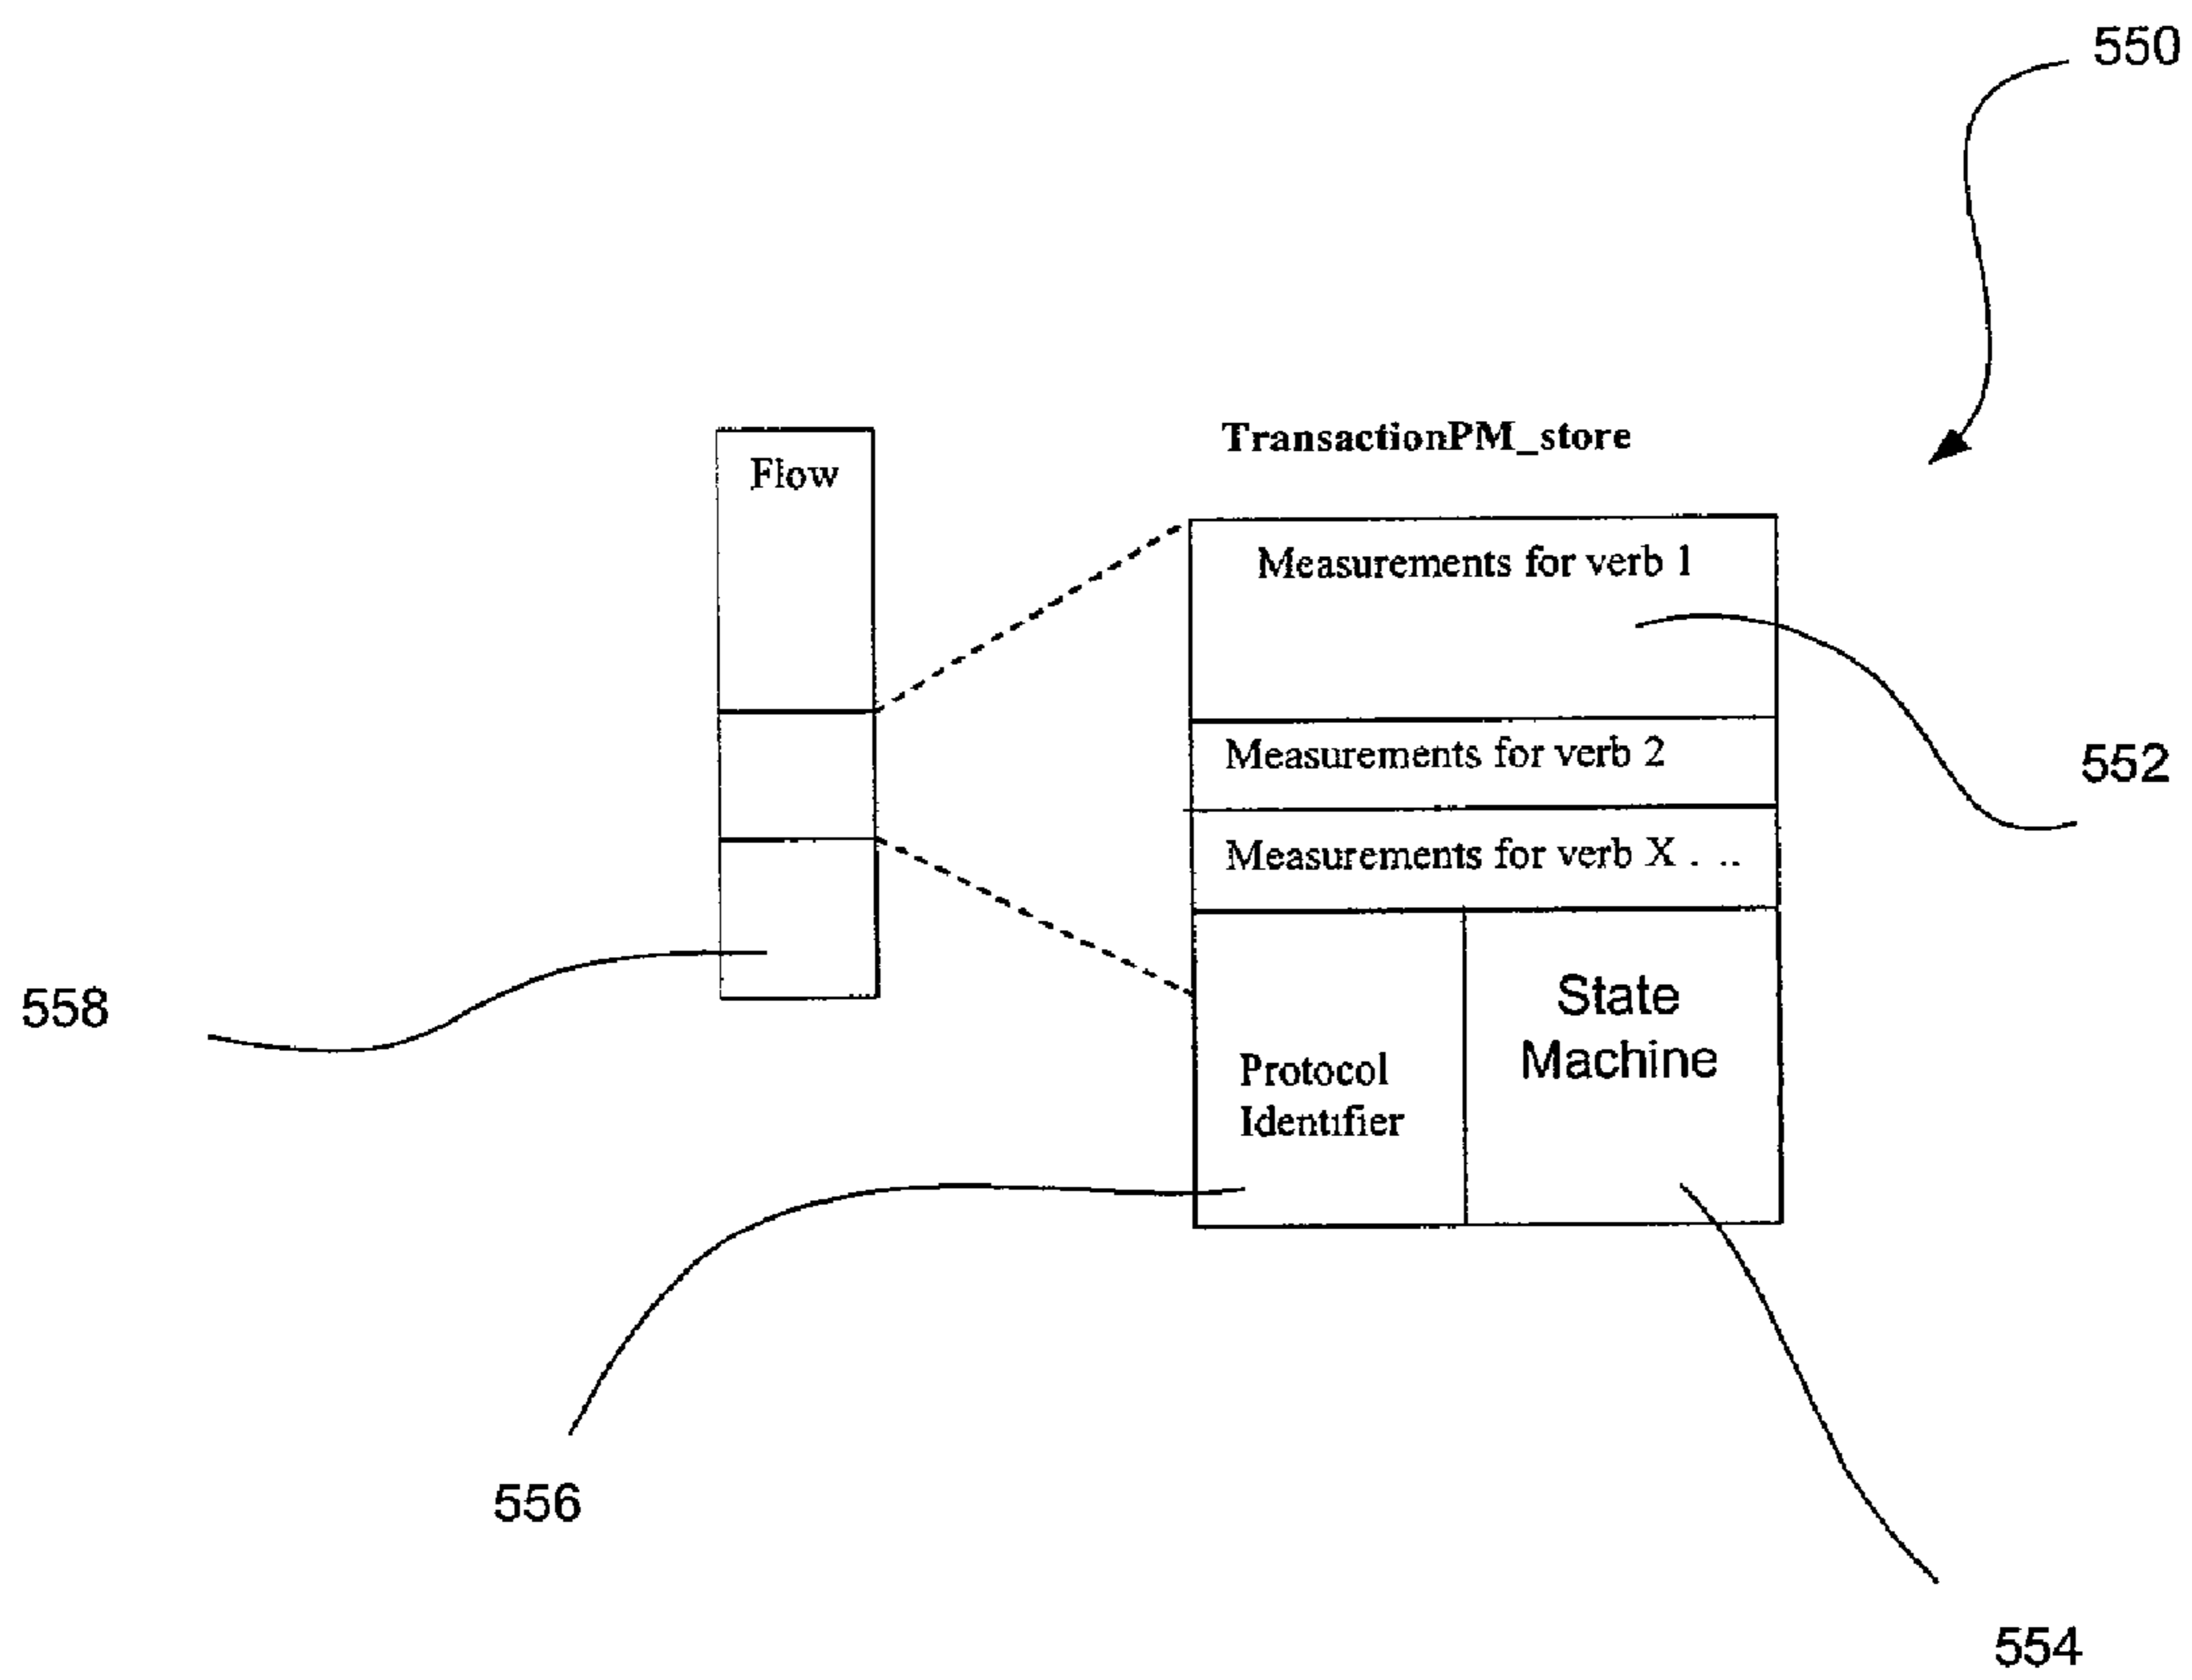 550
TransactionPM_store
Flow
Measurements for verb 1
Measurements for verb 2
552
Measurements for verb X . ..
State
Machine
558
Protocol
Identifier
556
554